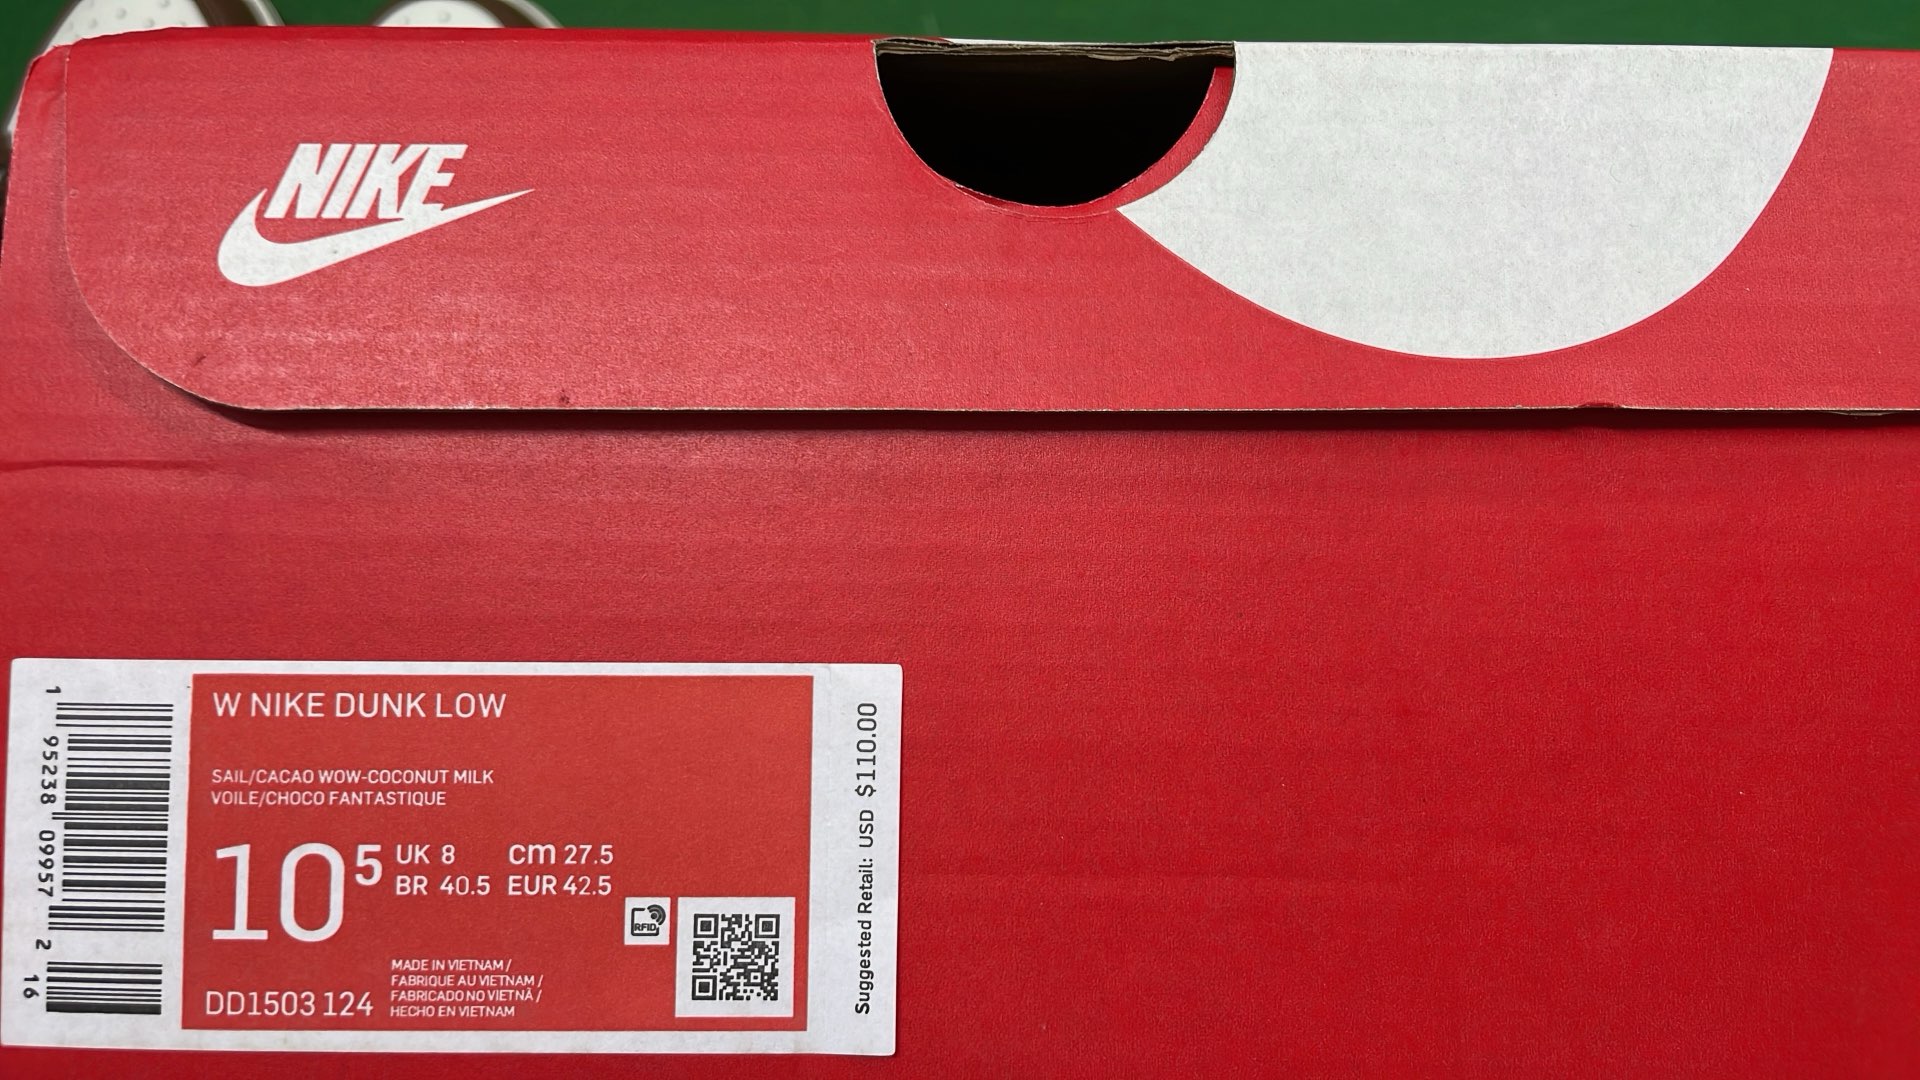 NIKE
W NIKE DUNK LOW
SAIL/CACAO WOW-COCONUT MILK
VOILE/CHOCO FANTASTIQUE
10 5
UK 8 cm 27.5
BR 40.5 EUR 42.5
RFID
MADE IN VIETNAM /
FABRIQUE AU VIETNAM /
FABRICADO NO VIETNÃ /
HECHO EN VIETNAM
DD1503 124
1 95238 09957 2 16
Suggested Retail: USD $110.00